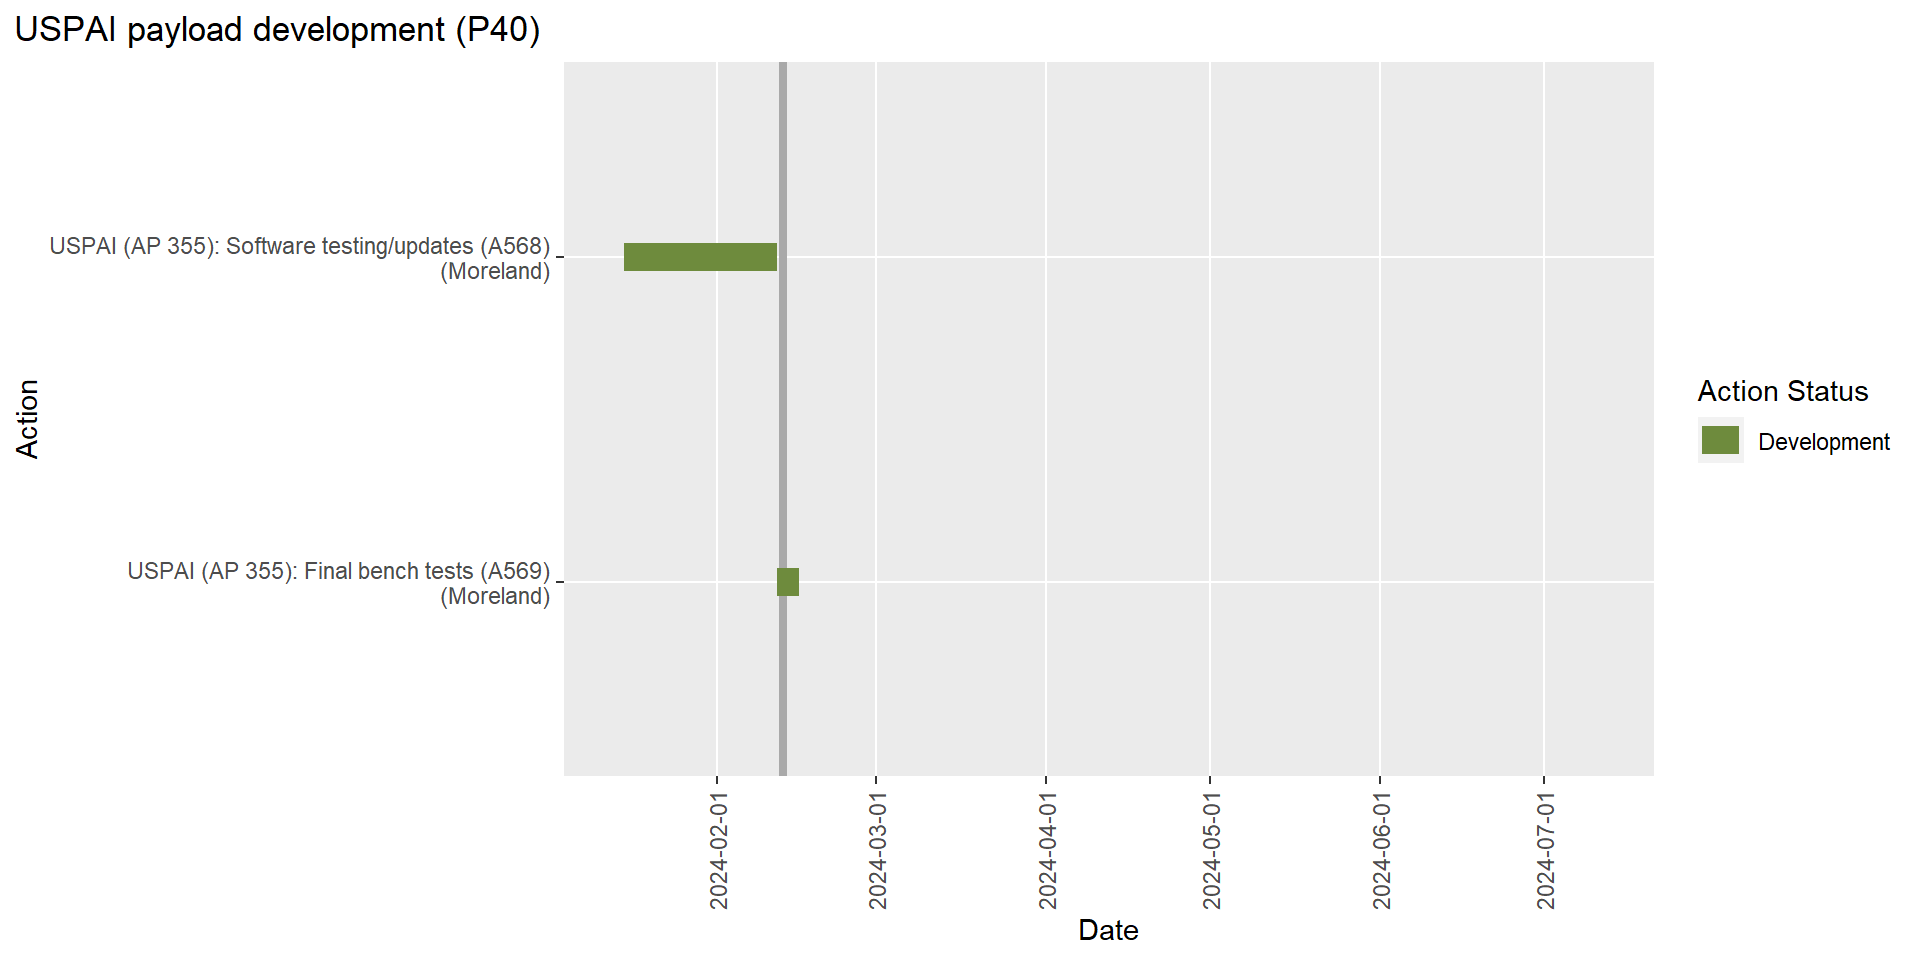 USPAI payload development (P40)
USPAI (AP 355): Software testing/updates (A568)
(Moreland)
Action
USPAI (AP 355): Final bench tests (A569)
(Moreland)
Action Status
Development
2024-02-01
2024-03-01
2024-04-01
2024-05-01
2024-06-01
2024-07-01
Date